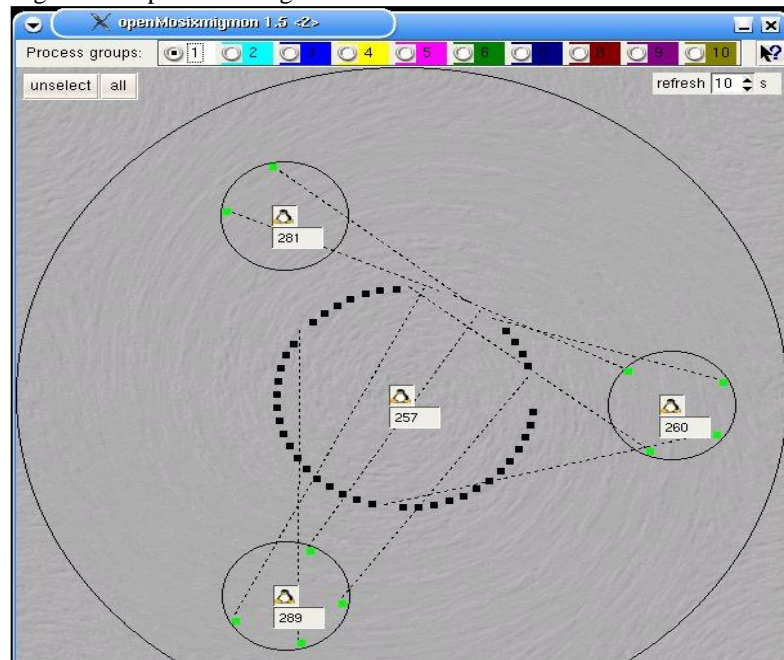 openMosixmigmon 1.5 <2>
Process groups: 1 2 3 4 5 6 7 8 9 10
unselect all refresh 10 s
281
257
260
289